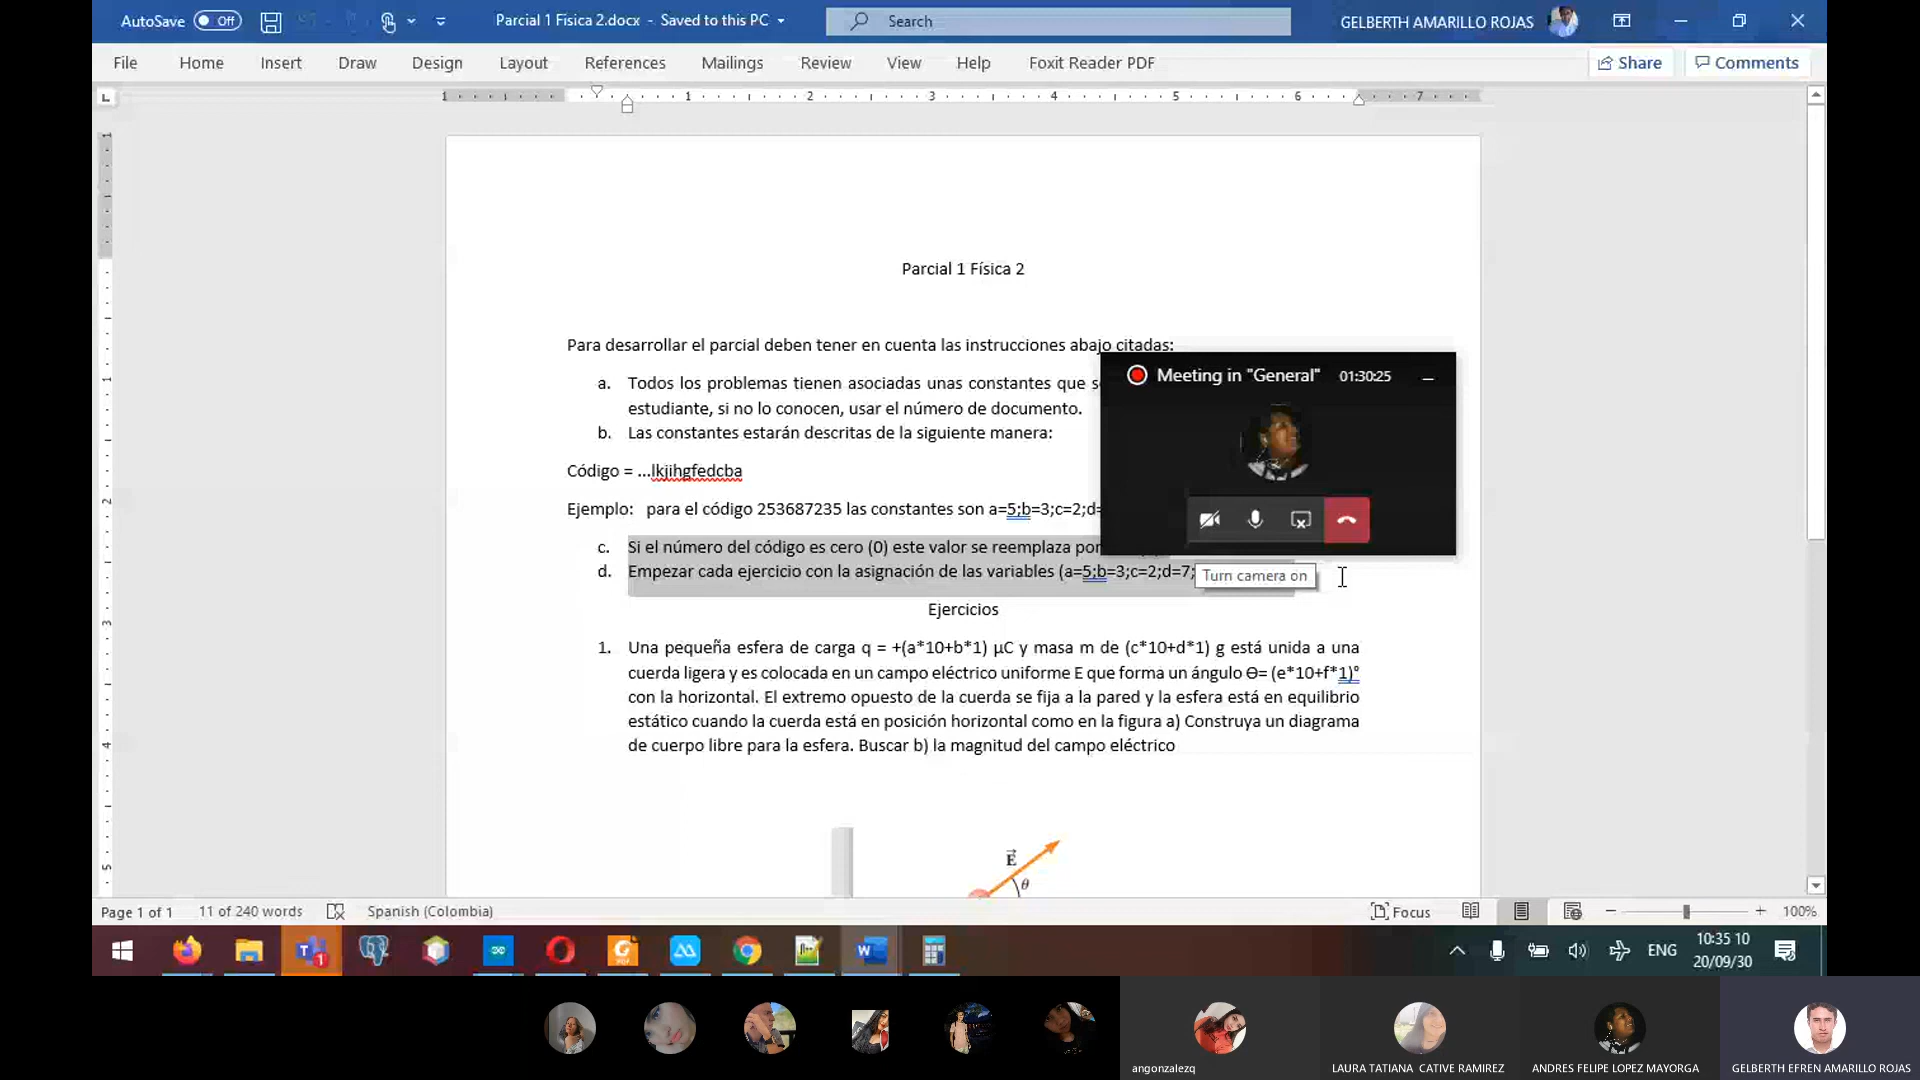 AutoSave Off Parcial 1 Fisica 2.docx - Saved to this PC Search GELBERTH AMARILLO ROJAS
File Home Insert Draw Design Layout References Mailings Review View Help Foxit Reader PDF Share Comments
1 1 2 3 4 5 6 7
Parcial 1 Física 2
Para desarrollar el parcial deben tener en cuenta las instrucciones abajo citadas:
a. Todos los problemas tienen asociadas unas constantes que
estudiante, si no lo conocen, usar el número de documento.
b. Las constantes estarán descritas de la siguiente manera:
Código = ...lkjihgfedcba
Ejemplo: para el código 253687235 las constantes son a=5;b=3;c=2;d=
c. Si el número del código es cero (0) este valor se reemplaza por
d. Empezar cada ejercicio con la asignación de las variables (a=5;b=3;c=2;d=7;
Meeting in "General" 01:30:25
Turn camera on
Ejercicios
1. Una pequeña esfera de carga q = +(a*10+b*1) µC y masa m de (c*10+d*1) g está unida a una
cuerda ligera y es colocada en un campo eléctrico uniforme E que forma un ángulo Ө= (e*10+f*1)°
con la horizontal. El extremo opuesto de la cuerda se fija a la pared y la esfera está en equilibrio
estático cuando la cuerda está en posición horizontal como en la figura a) Construya un diagrama
de cuerpo libre para la esfera. Buscar b) la magnitud del campo eléctrico
E
θ
Page 1 of 1 11 of 240 words Spanish (Colombia) Focus 100%
ENG 10:35 10
20/09/30
angonzalezq LAURA TATIANA CATIVE RAMIREZ ANDRES FELIPE LOPEZ MAYORGA GELBERTH EFREN AMARILLO ROJAS